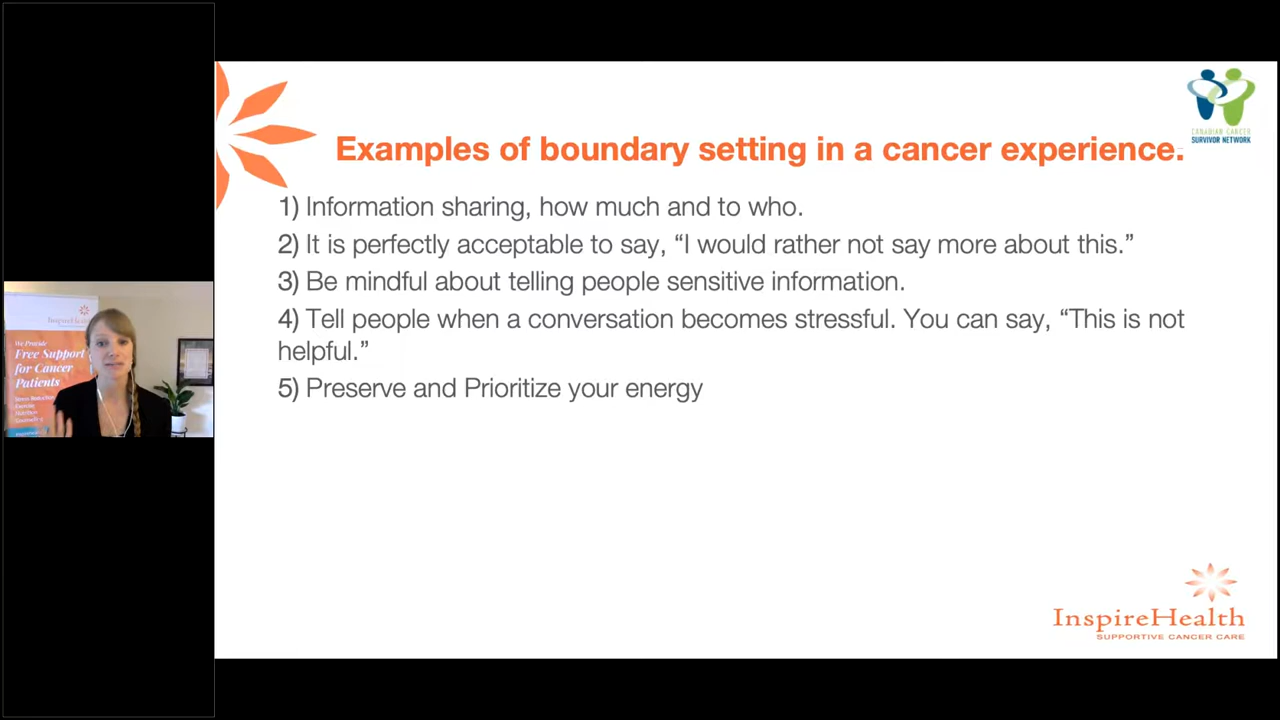 Examples of boundary setting in a cancer experience.
CANADIAN CANCER
SURVIVOR NETWORK
1) Information sharing, how much and to who.
2) It is perfectly acceptable to say, “I would rather not say more about this.”
3) Be mindful about telling people sensitive information.
4) Tell people when a conversation becomes stressful. You can say, “This is not
helpful.”
5) Preserve and Prioritize your energy
InspireHealth
We Provide
Free Support
for Cancer
Patients
InspireHealth
SUPPORTIVE CANCER CARE